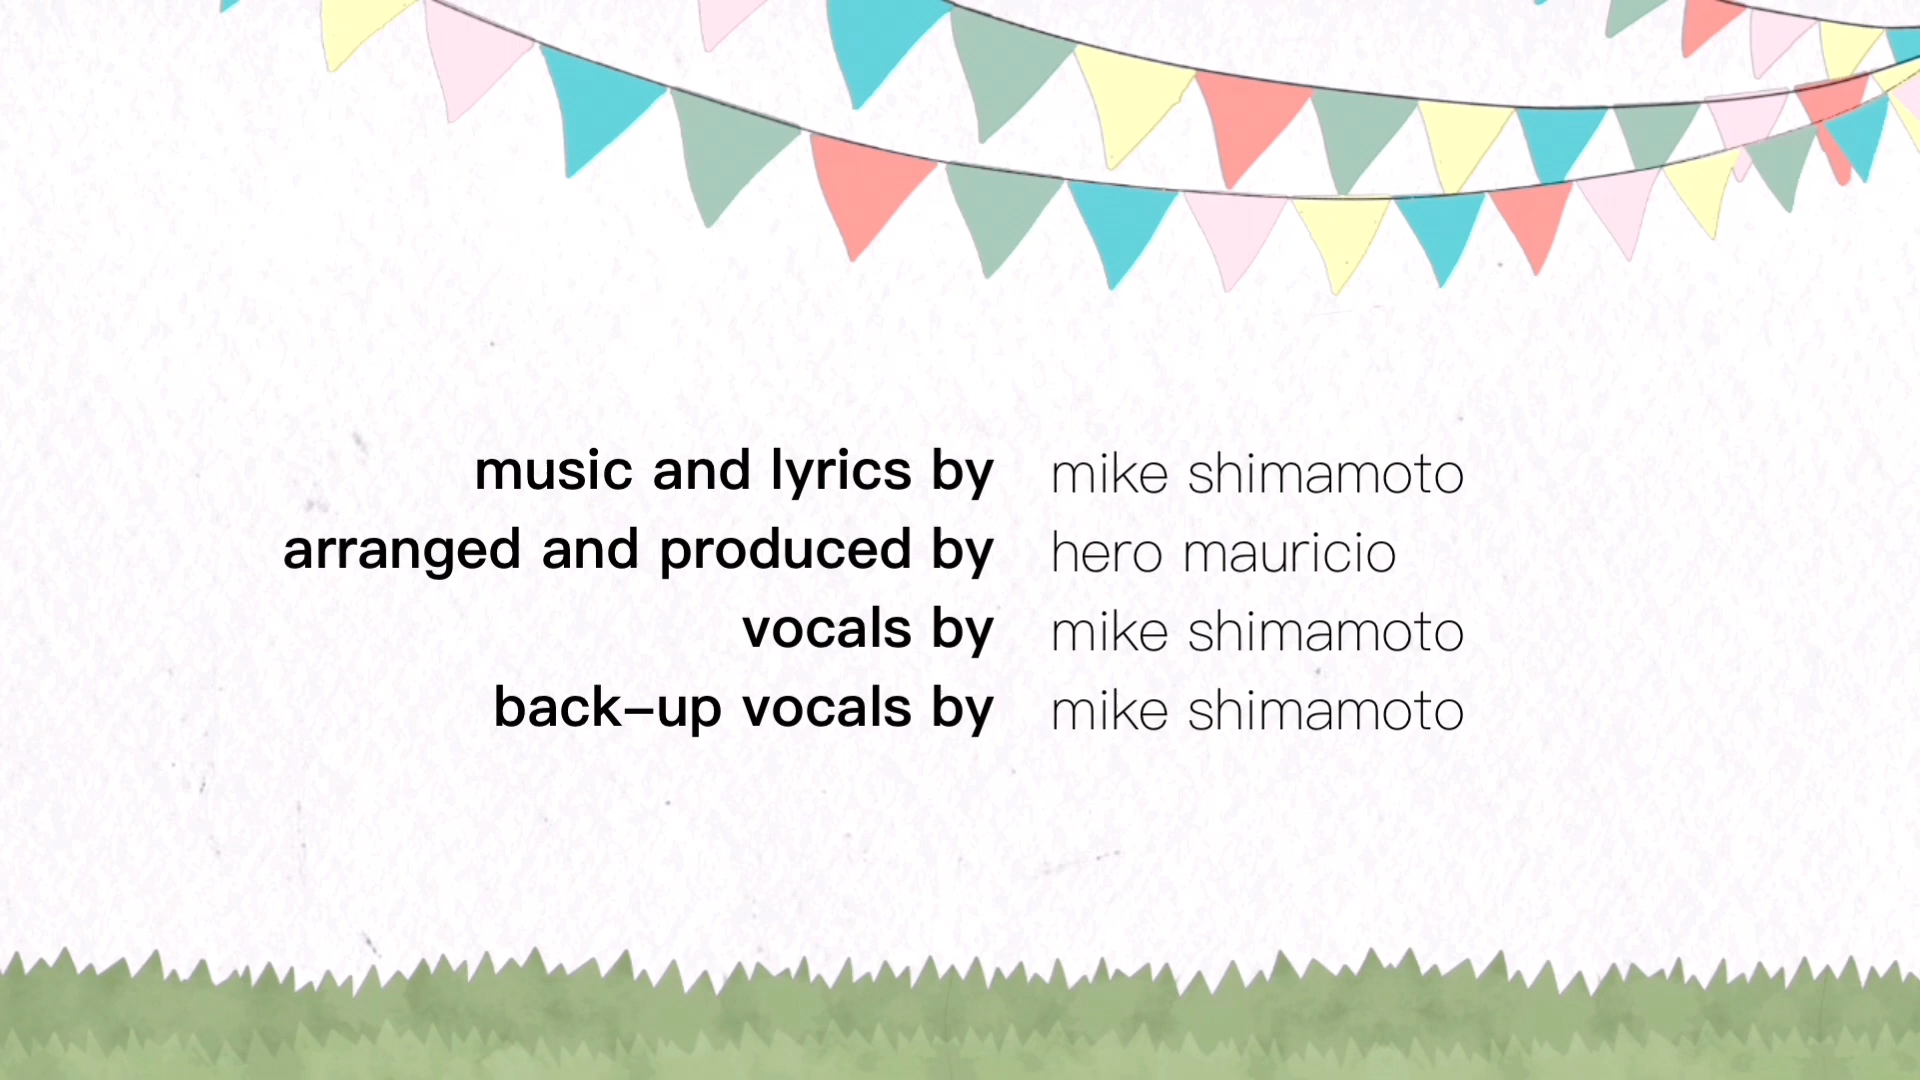 music and lyrics by mike shimamoto
arranged and produced by hero mauricio
vocals by mike shimamoto
back-up vocals by mike shimamoto